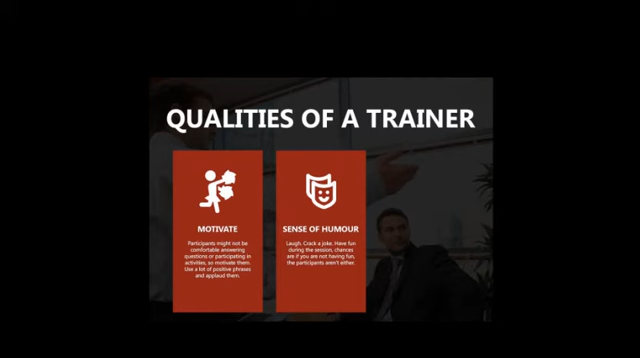 QUALITIES OF A TRAINER
MOTIVATE
Participants might not be
comfortable answering
questions or participating in
activities, so motivate them.
Use a lot of positive phrases
and applaud them.
SENSE OF HUMOUR
Laugh. Crack a joke. Have fun
during the session, chances
are if you are not having fun,
the participants aren't either.